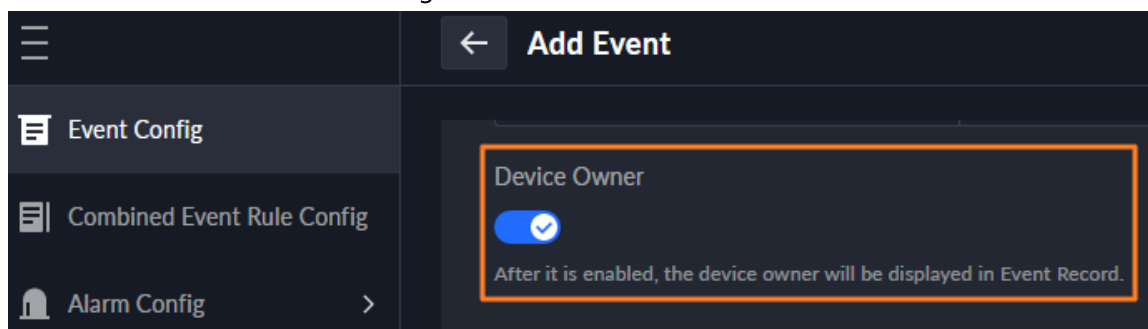 Add Event
Event Config
Combined Event Rule Config
Alarm Config
Device Owner
After it is enabled, the device owner will be displayed in Event Record.